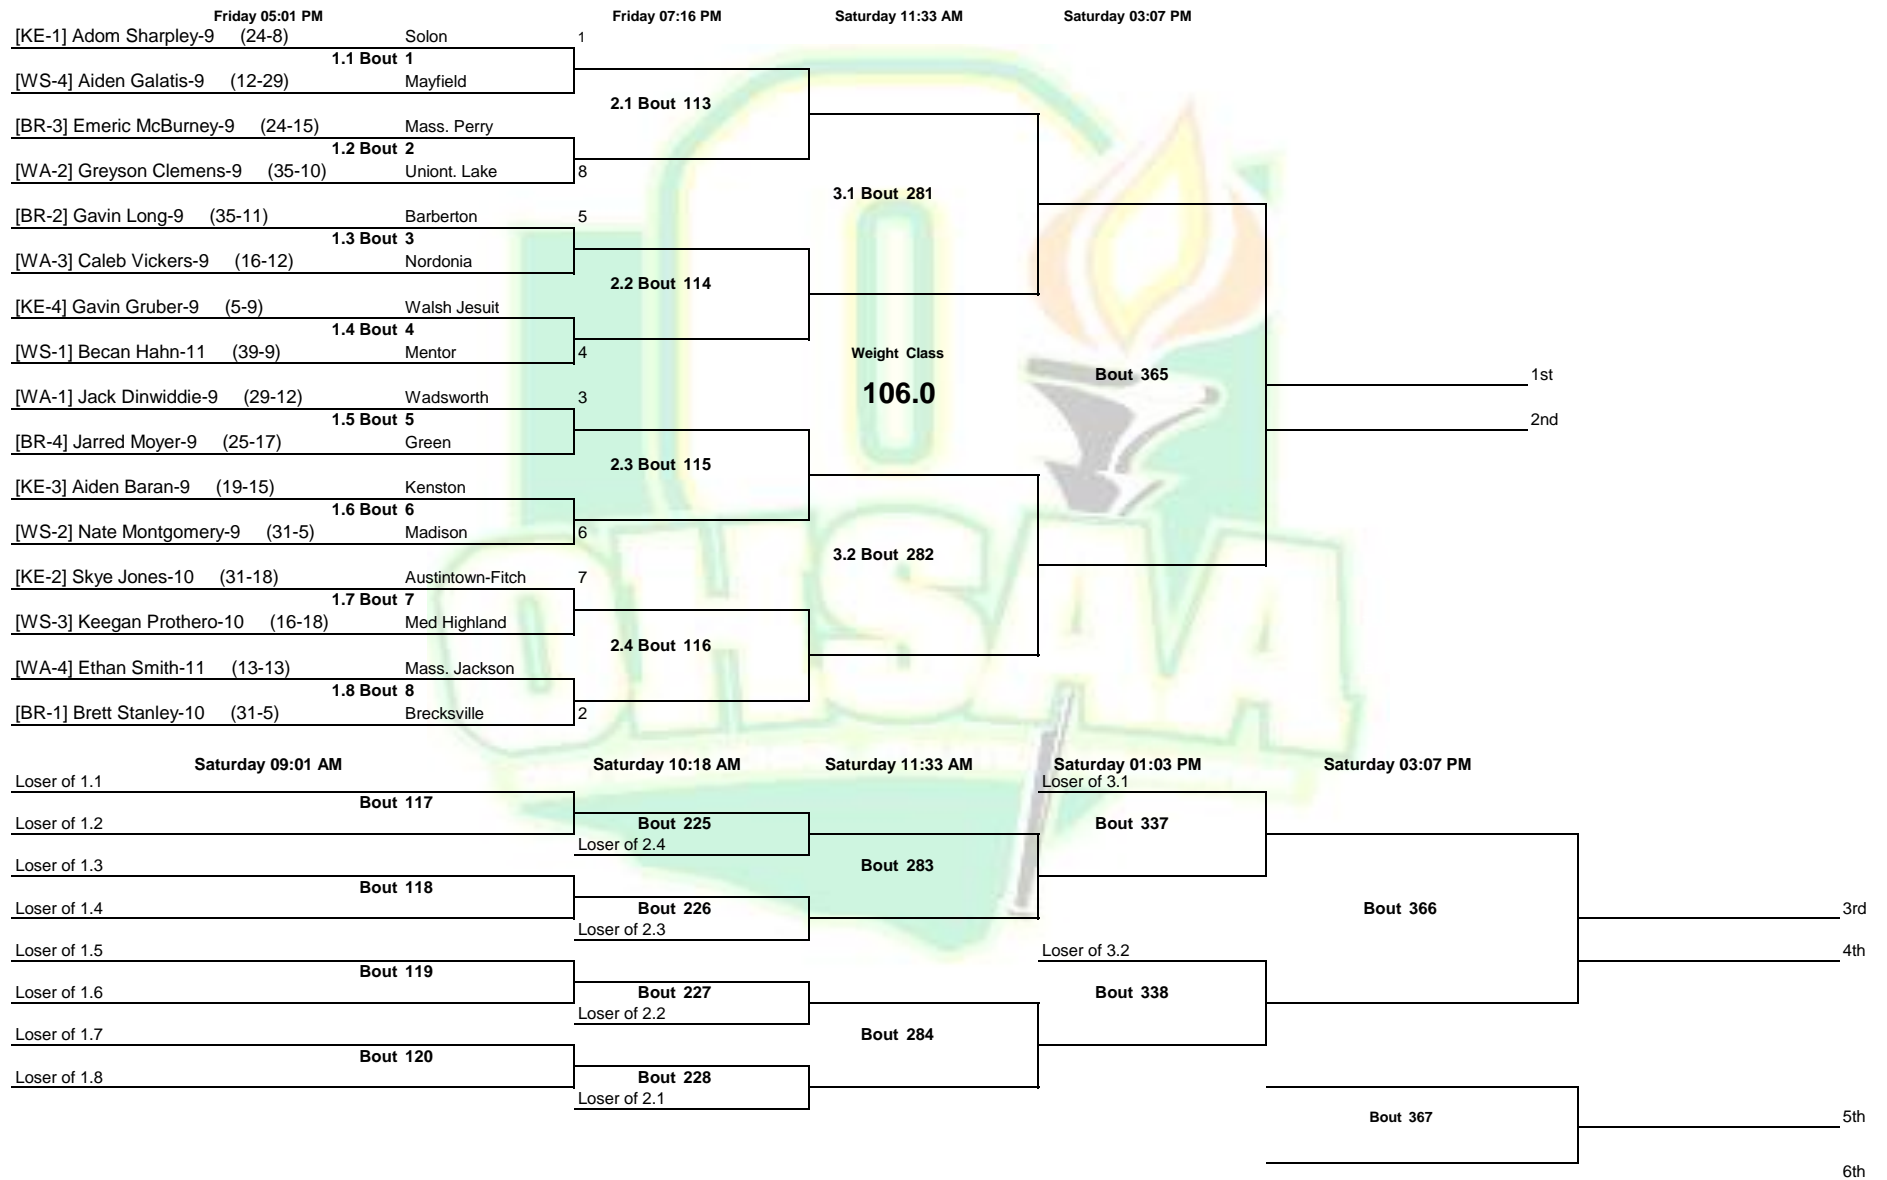 Friday 05:01 PM Friday 07:16 PM Saturday 11:33 AM Saturday 03:07 PM
[KE-1] Adom Sharpley-9 (24-8) Solon 1
1.1 Bout 1
[WS-4] Aiden Galatis-9 (12-29) Mayfield
2.1 Bout 113
[BR-3] Emeric McBurney-9 (24-15) Mass. Perry
1.2 Bout 2
[WA-2] Greyson Clemens-9 (35-10) Uniont. Lake 8
3.1 Bout 281
[BR-2] Gavin Long-9 (35-11) Barberton 5
1.3 Bout 3
[WA-3] Caleb Vickers-9 (16-12) Nordonia
2.2 Bout 114
[KE-4] Gavin Gruber-9 (5-9) Walsh Jesuit
1.4 Bout 4
[WS-1] Becan Hahn-11 (39-9) Mentor 4
Weight Class
106.0
Bout 365
1st
2nd
[WA-1] Jack Dinwiddie-9 (29-12) Wadsworth 3
1.5 Bout 5
[BR-4] Jarred Moyer-9 (25-17) Green
2.3 Bout 115
[KE-3] Aiden Baran-9 (19-15) Kenston
1.6 Bout 6
[WS-2] Nate Montgomery-9 (31-5) Madison 6
3.2 Bout 282
[KE-2] Skye Jones-10 (31-18) Austintown-Fitch 7
1.7 Bout 7
[WS-3] Keegan Prothero-10 (16-18) Med Highland
2.4 Bout 116
[WA-4] Ethan Smith-11 (13-13) Mass. Jackson
1.8 Bout 8
[BR-1] Brett Stanley-10 (31-5) Brecksville 2
OHSAA
Saturday 09:01 AM Saturday 10:18 AM Saturday 11:33 AM Saturday 01:03 PM Saturday 03:07 PM
Loser of 1.1 Loser of 3.1
Bout 117
Loser of 1.2 Bout 225 Bout 337
Loser of 2.4
Loser of 1.3 Bout 283
Bout 118
Loser of 1.4 Bout 226 Bout 366 3rd
Loser of 2.3
Loser of 1.5 Loser of 3.2 4th
Bout 119
Loser of 1.6 Bout 227 Bout 338
Loser of 2.2
Loser of 1.7 Bout 284
Bout 120
Loser of 1.8 Bout 228
Loser of 2.1
Bout 367 5th
6th